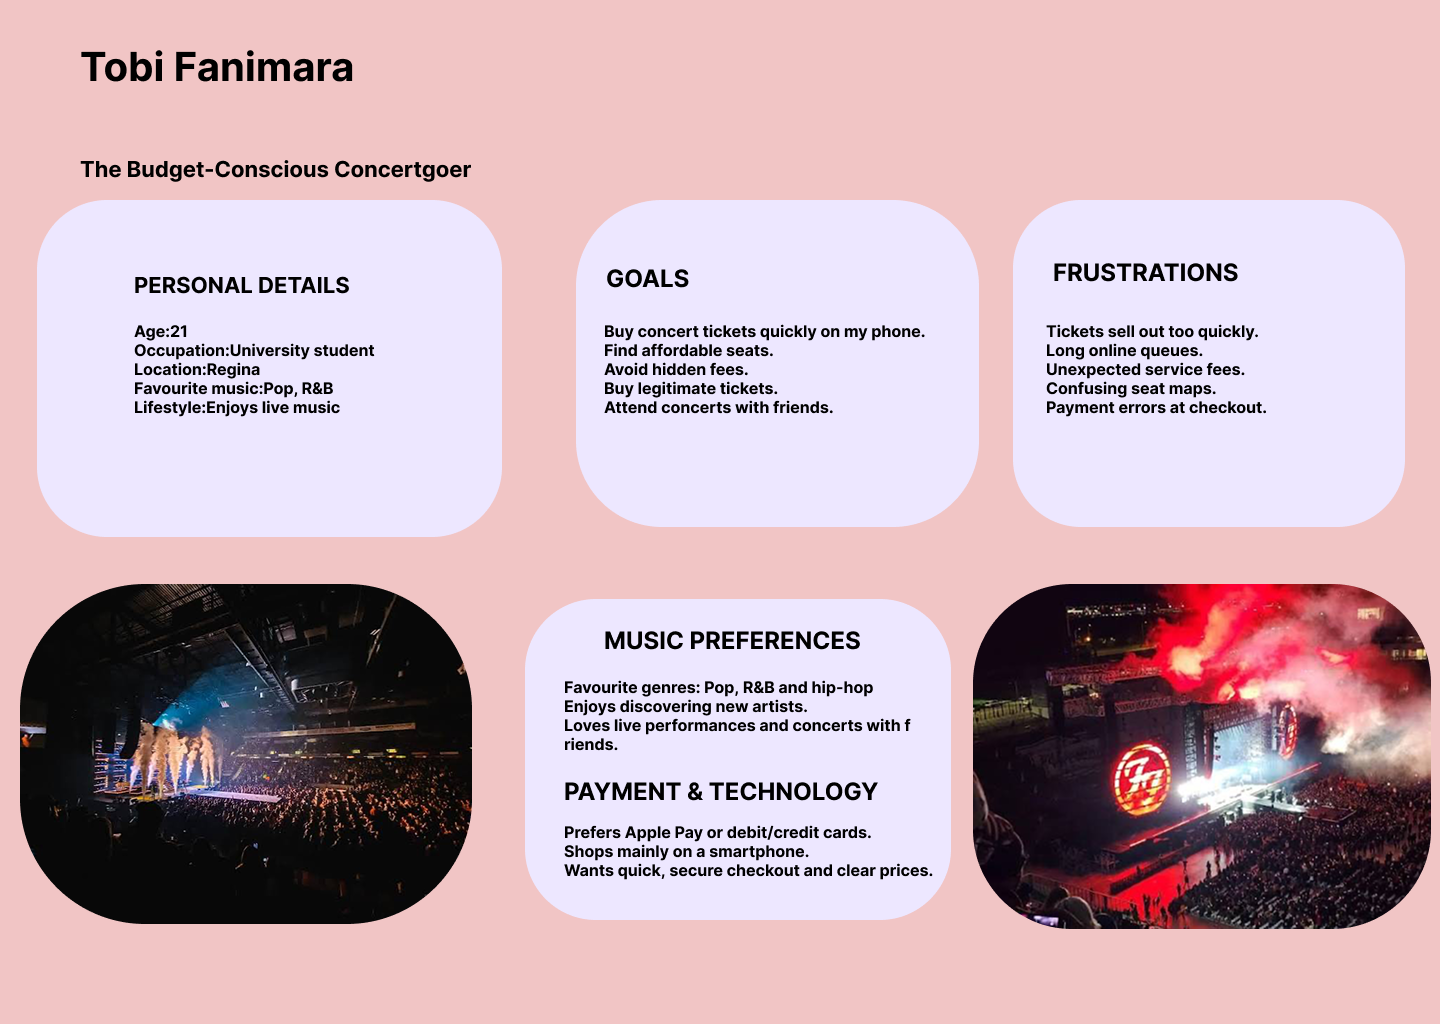 Tobi Fanimara
The Budget-Conscious Concertgoer
PERSONAL DETAILS
Age:21
Occupation:University student
Location:Regina
Favourite music:Pop, R&B
Lifestyle:Enjoys live music
GOALS
Buy concert tickets quickly on my phone.
Find affordable seats.
Avoid hidden fees.
Buy legitimate tickets.
Attend concerts with friends.
FRUSTRATIONS
Tickets sell out too quickly.
Long online queues.
Unexpected service fees.
Confusing seat maps.
Payment errors at checkout.
MUSIC PREFERENCES
Favourite genres: Pop, R&B and hip-hop
Enjoys discovering new artists.
Loves live performances and concerts with f
riends.
PAYMENT & TECHNOLOGY
Prefers Apple Pay or debit/credit cards.
Shops mainly on a smartphone.
Wants quick, secure checkout and clear prices.